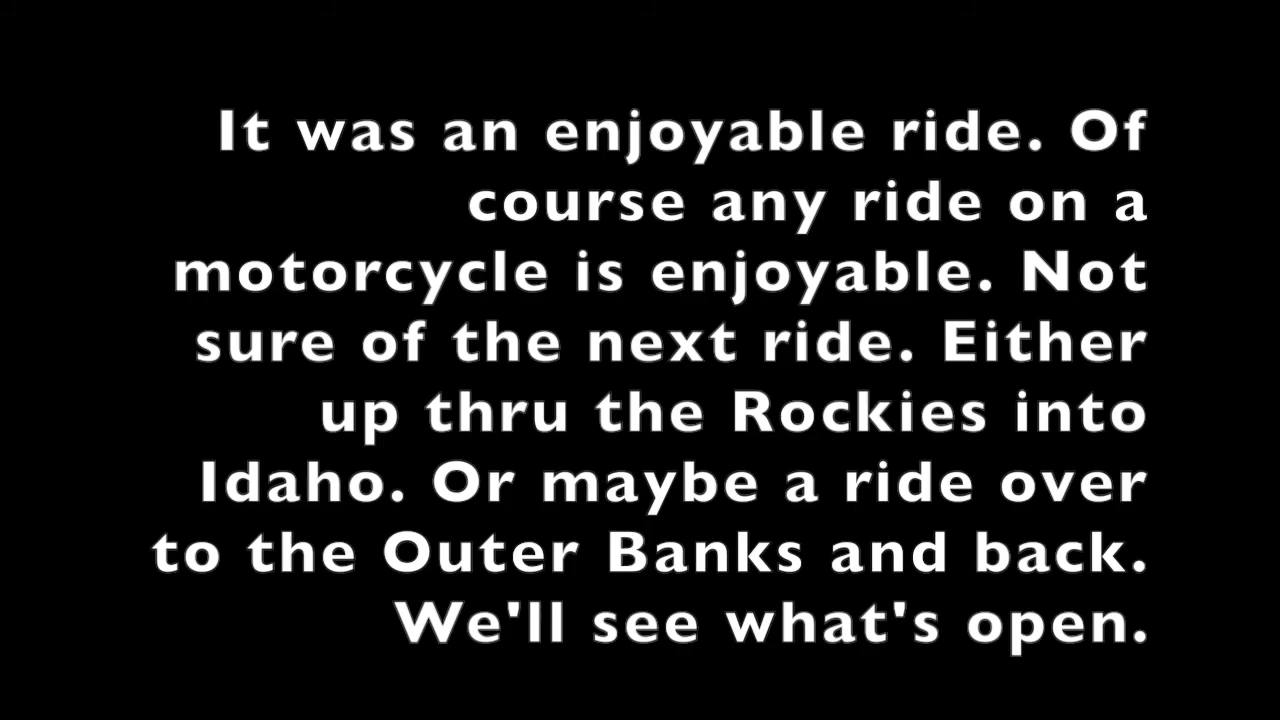 It was an enjoyable ride. Of
course any ride on a
motorcycle is enjoyable. Not
sure of the next ride. Either
up thru the Rockies into
Idaho. Or maybe a ride over
to the Outer Banks and back.
We'll see what's open.